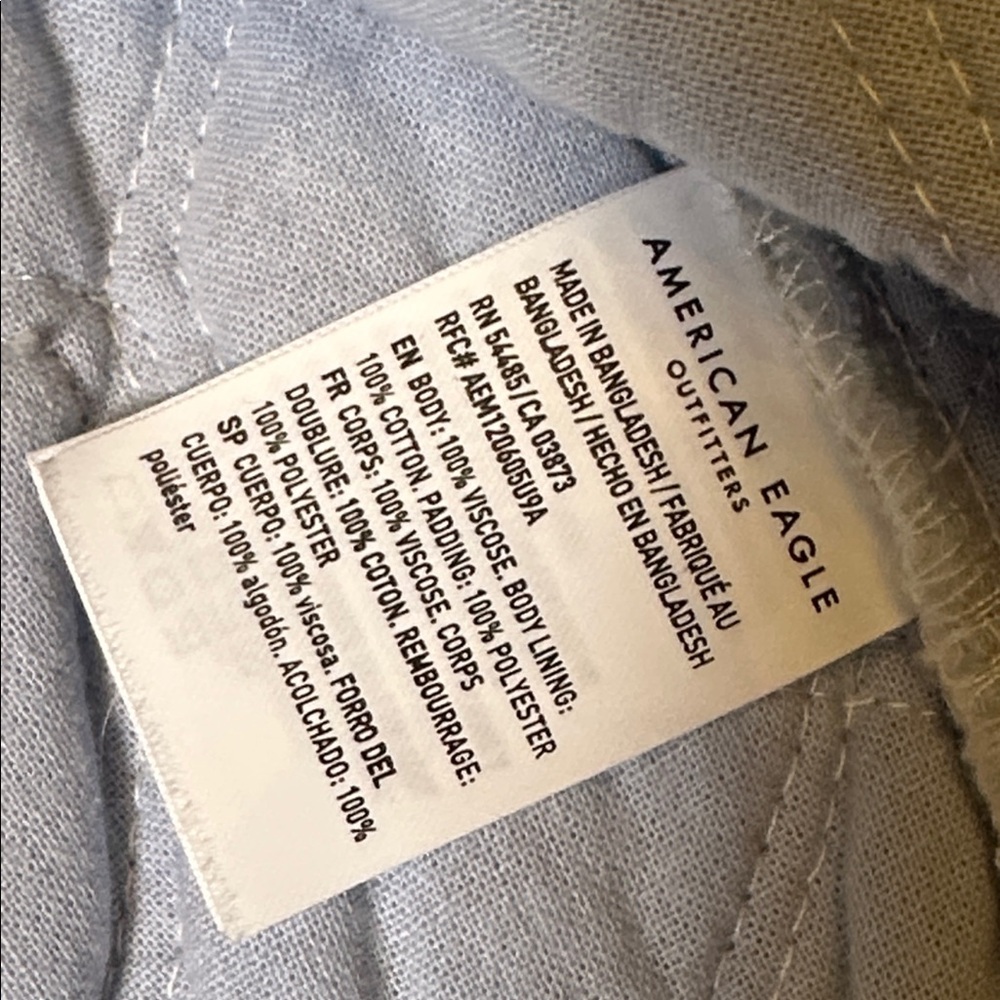 AMERICAN EAGLE
OUTFITTERS
MADE IN BANGLADESH / FABRIQUÉ AU
BANGLADESH / HECHO EN BANGLADESH
RN 54485 / CA 03873
RFC# AEM120605U9A
EN BODY: 100% VISCOSE. BODY LINING:
100% COTTON. PADDING: 100% POLYESTER
FR CORPS: 100% VISCOSE. CORPS
DOUBLURE: 100% COTON. REMBOURRAGE:
100% POLYESTER
SP CUERPO: 100% viscosa. FORRO DEL
CUERPO: 100% algodón. ACOLCHADO: 100%
poliéster